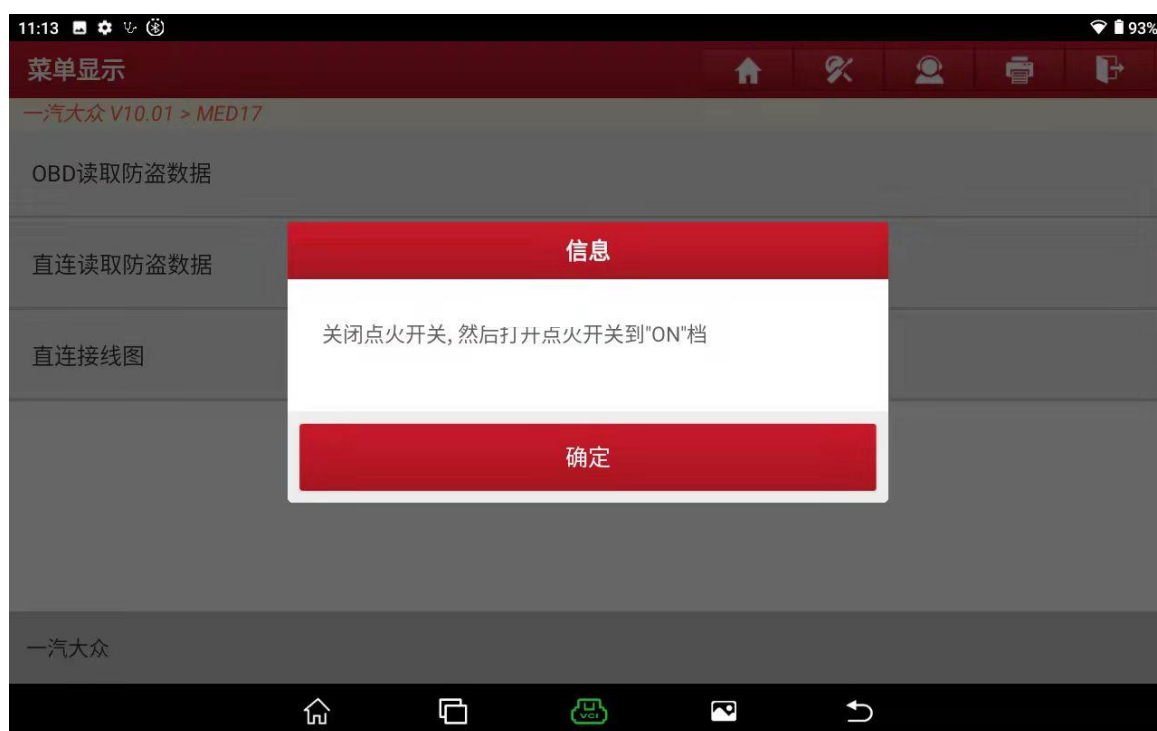 11:13
93%
菜单显示
一汽大众 V10.01 > MED17
OBD读取防盗数据
直连读取防盗数据
直连接线图
信息
关闭点火开关, 然后打开点火开关到"ON"档
确定
一汽大众
VCI